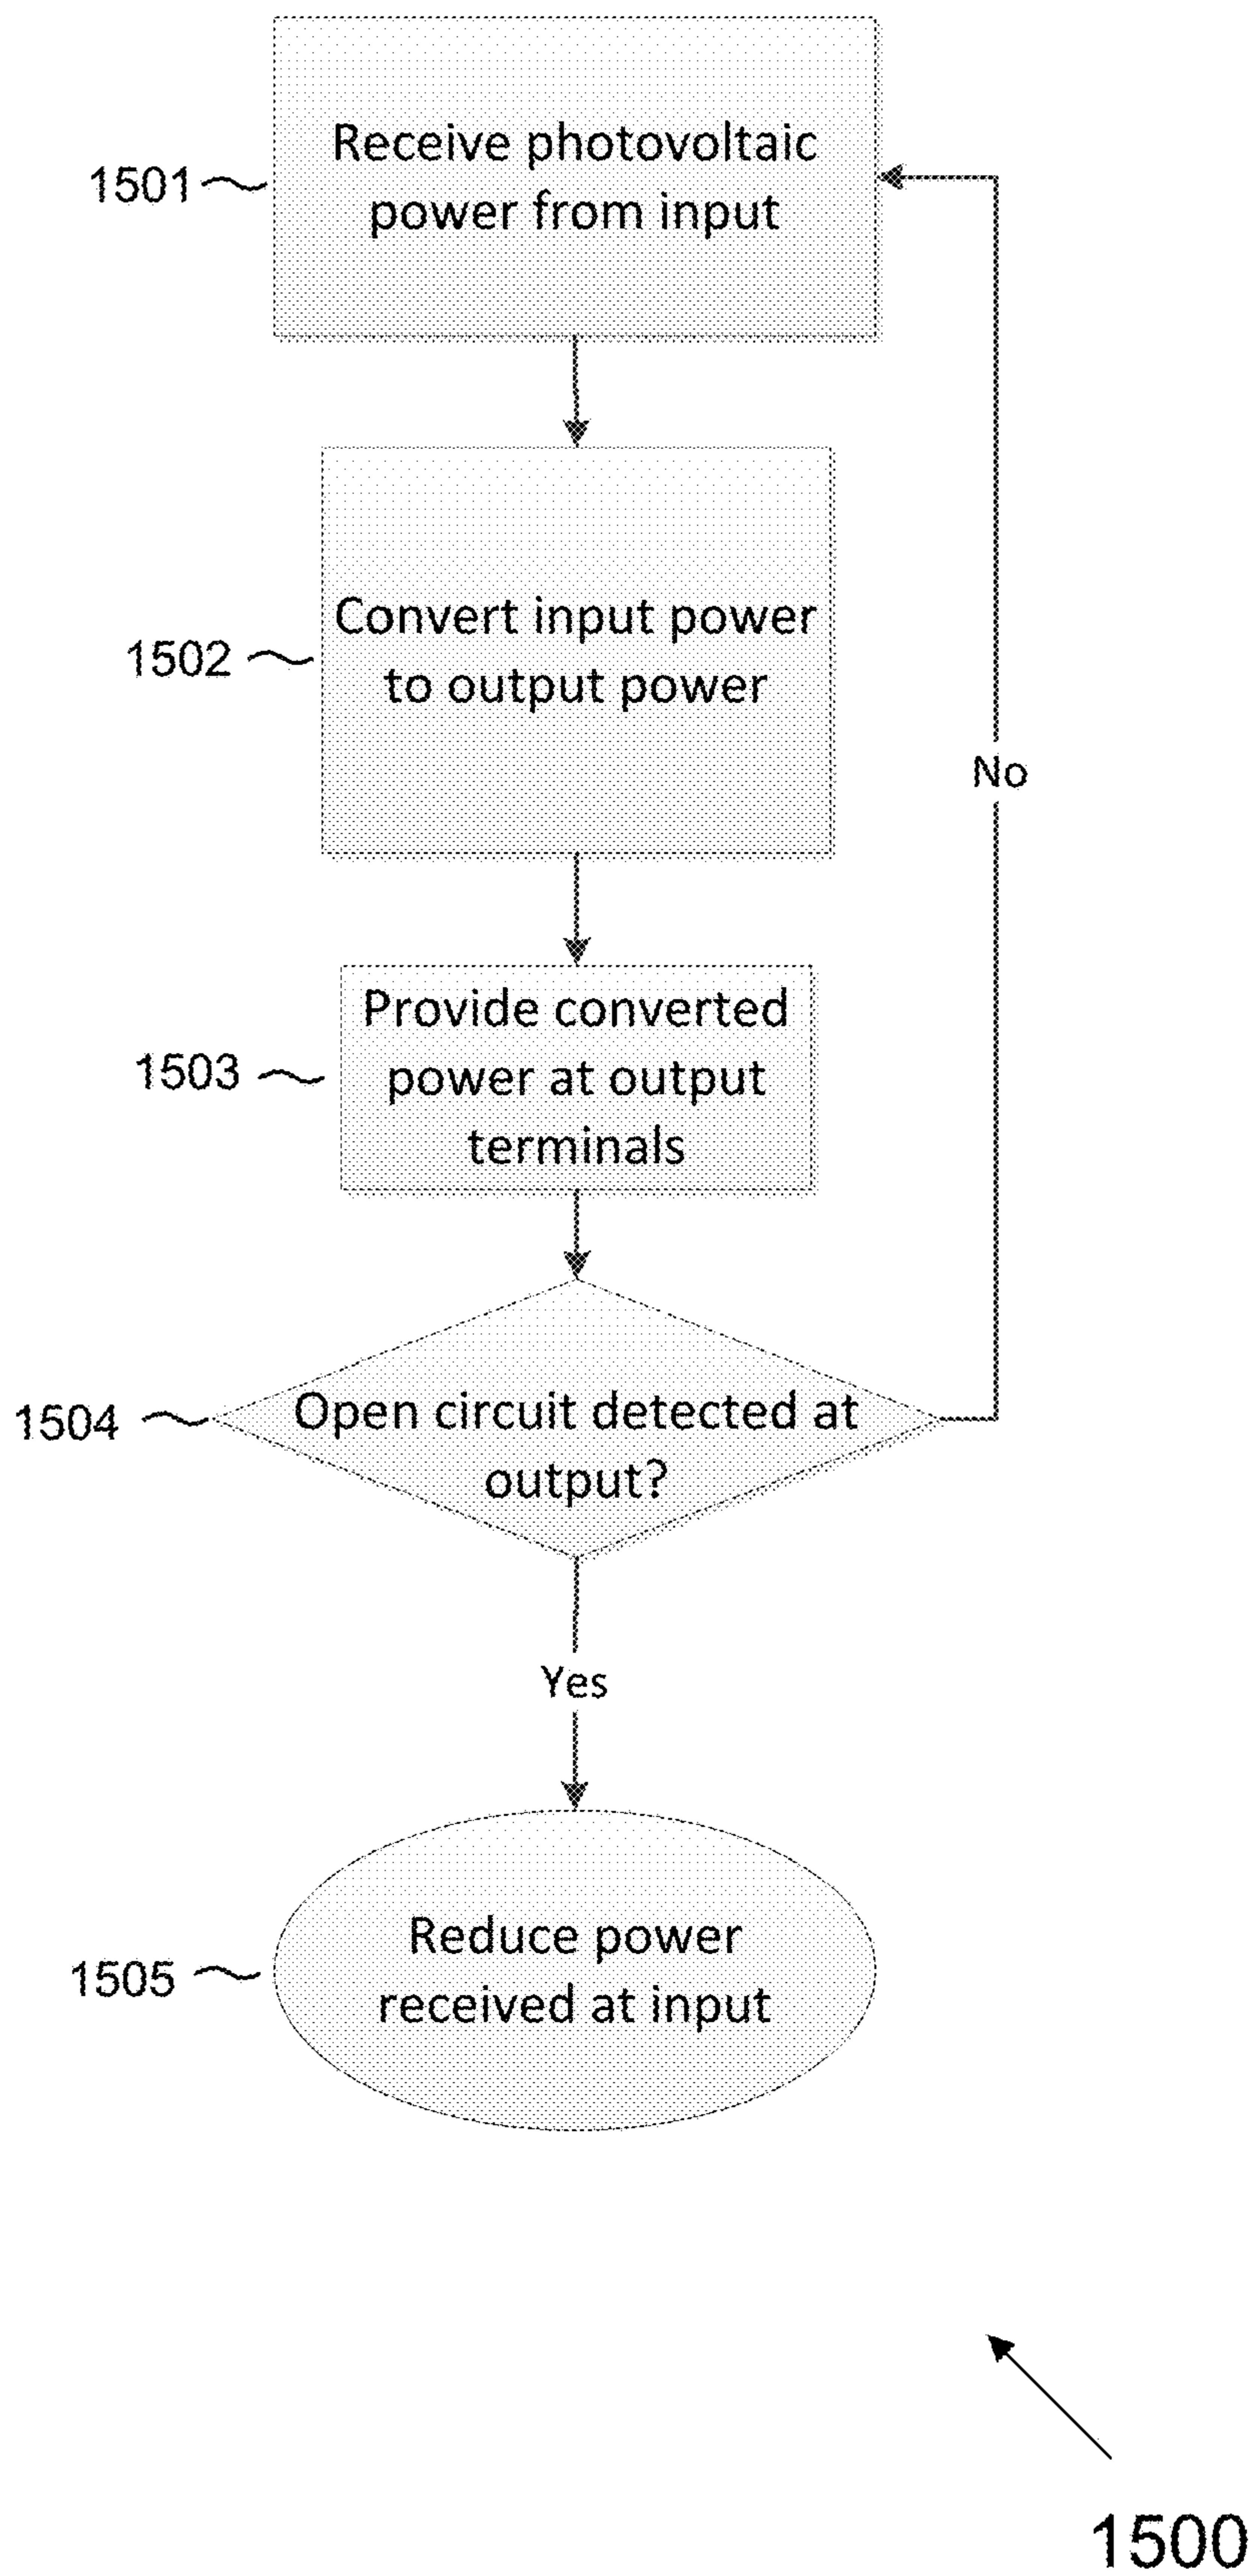 Receive photovoltaic
power from input
1501
Convert input power
to output power
1502
No
Provide converted
power at output
terminals
1503
Open circuit detected at
output?
1504
Yes
Reduce power
received at input
1505
1500